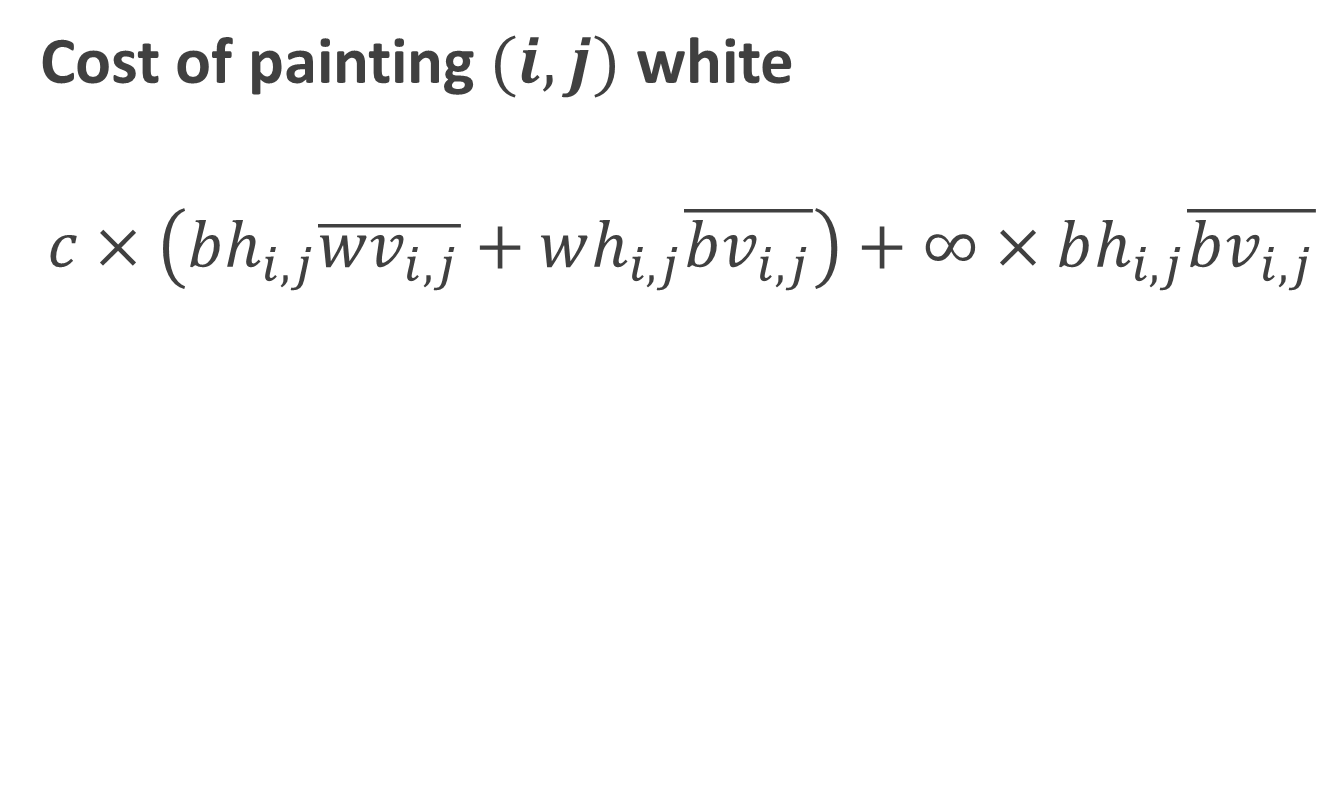 Cost of painting (𝒊, 𝒋) white
𝑐 × (𝑏ℎ_{𝑖,𝑗}\overline{𝑤𝑣_{𝑖,𝑗}} + 𝑤ℎ_{𝑖,𝑗}\overline{𝑏𝑣_{𝑖,𝑗}}) + ∞ × 𝑏ℎ_{𝑖,𝑗}\overline{𝑏𝑣_{𝑖,𝑗}}